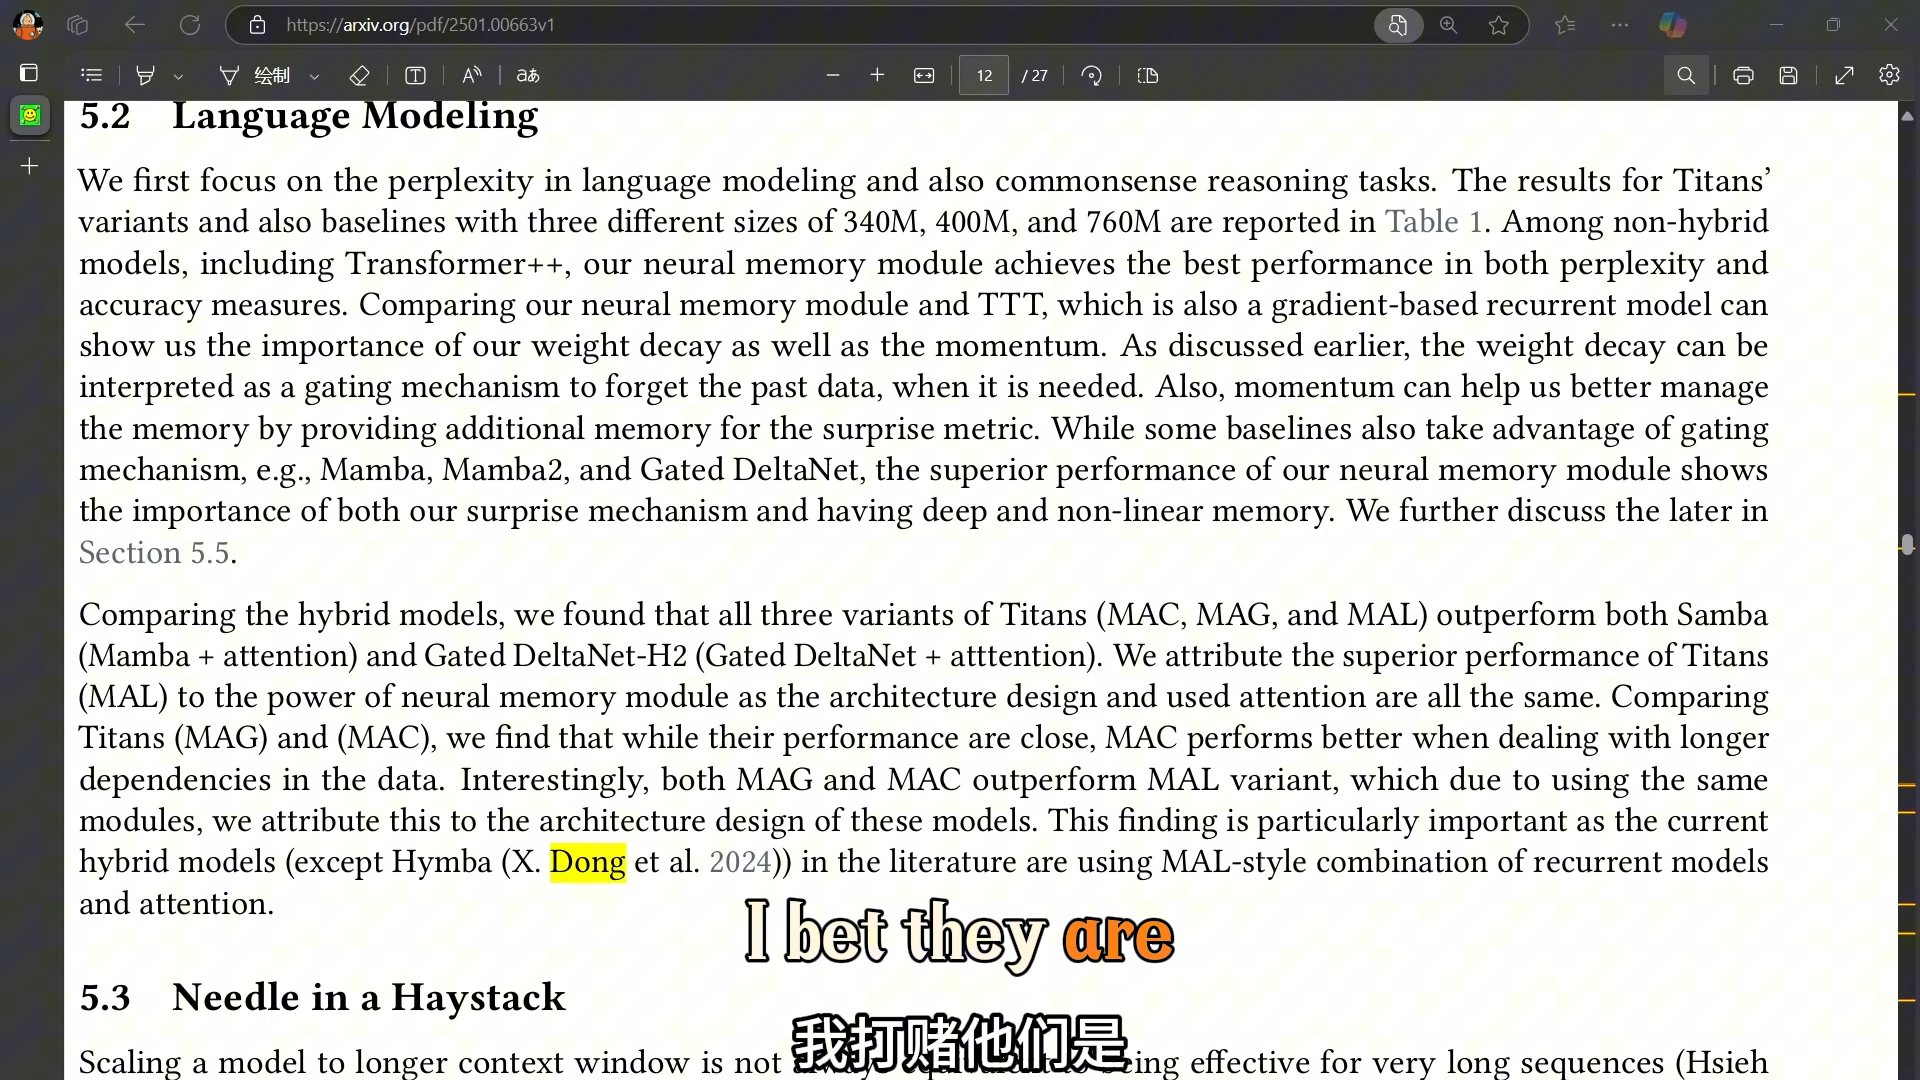 https://arxiv.org/pdf/2501.00663v1
绘制
12 / 27
aあ
5.2 Language Modeling
We first focus on the perplexity in language modeling and also commonsense reasoning tasks. The results for Titans’
variants and also baselines with three different sizes of 340M, 400M, and 760M are reported in Table 1. Among non-hybrid
models, including Transformer++, our neural memory module achieves the best performance in both perplexity and
accuracy measures. Comparing our neural memory module and TTT, which is also a gradient-based recurrent model can
show us the importance of our weight decay as well as the momentum. As discussed earlier, the weight decay can be
interpreted as a gating mechanism to forget the past data, when it is needed. Also, momentum can help us better manage
the memory by providing additional memory for the surprise metric. While some baselines also take advantage of gating
mechanism, e.g., Mamba, Mamba2, and Gated DeltaNet, the superior performance of our neural memory module shows
the importance of both our surprise mechanism and having deep and non-linear memory. We further discuss the later in
Section 5.5.
Comparing the hybrid models, we found that all three variants of Titans (MAC, MAG, and MAL) outperform both Samba
(Mamba + attention) and Gated DeltaNet-H2 (Gated DeltaNet + atttention). We attribute the superior performance of Titans
(MAL) to the power of neural memory module as the architecture design and used attention are all the same. Comparing
Titans (MAG) and (MAC), we find that while their performance are close, MAC performs better when dealing with longer
dependencies in the data. Interestingly, both MAG and MAC outperform MAL variant, which due to using the same
modules, we attribute this to the architecture design of these models. This finding is particularly important as the current
hybrid models (except Hymba (X. Dong et al. 2024)) in the literature are using MAL-style combination of recurrent models
and attention.
I bet they are
5.3 Needle in a Haystack
我打赌他们是
Scaling a model to longer context window is not being effective for very long sequences (Hsieh